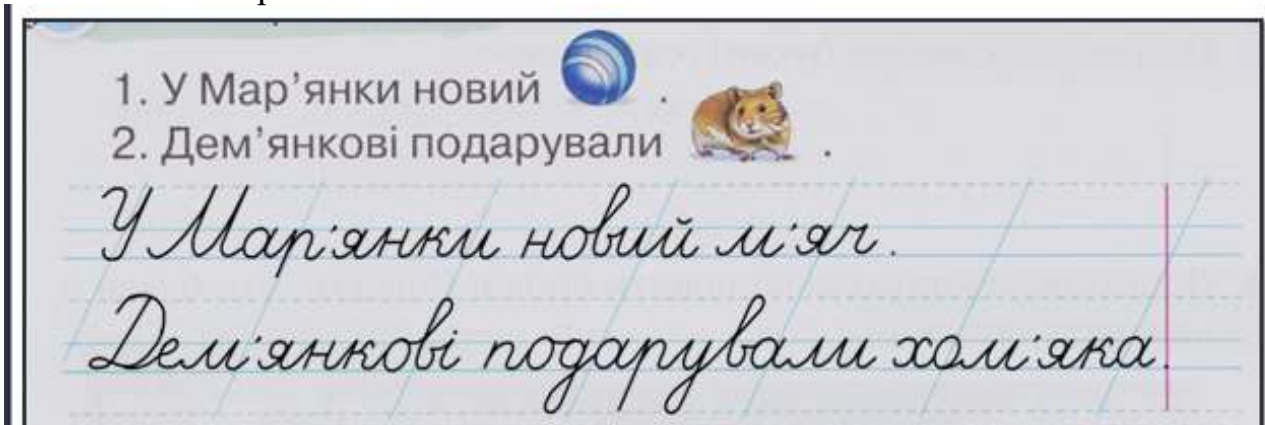 1. У Мар’янки новий .
2. Дем’янкові подарували .
У Мар'янки новий м'яч.
Дем'янкові подарували хом'яка.